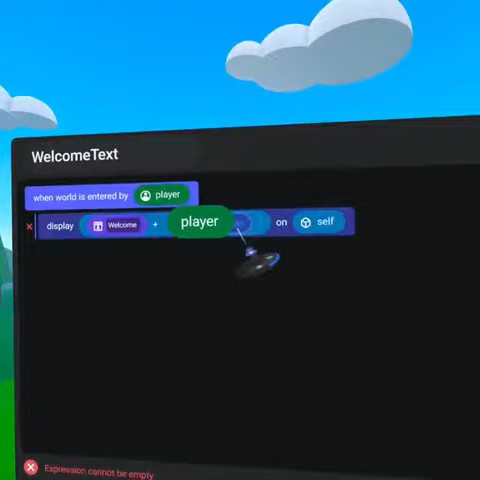 WelcomeText
when world is entered by player
display Welcome + player on self
Expression cannot be empty